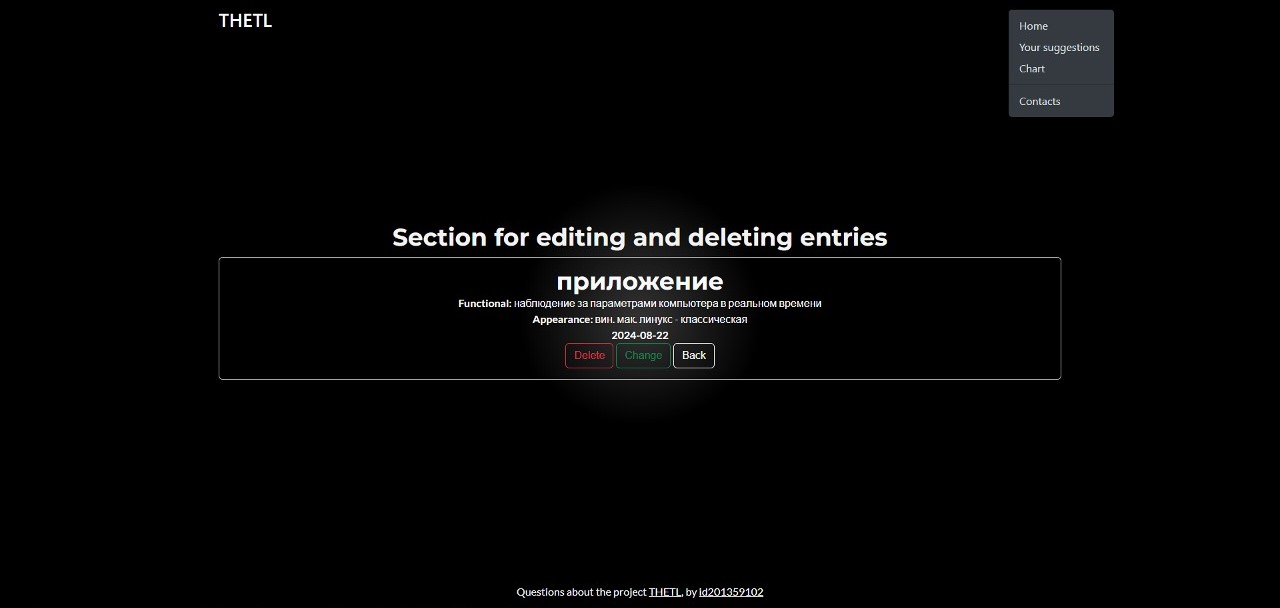 THETL
Home
Your suggestions
Chart
Contacts
Section for editing and deleting entries
приложение
Functional: наблюдение за параметрами компьютера в реальном времени
Appearance: вин. мак. линукс - классическая
2024-08-22
Delete Change Back
Questions about the project THETL, by id201359102